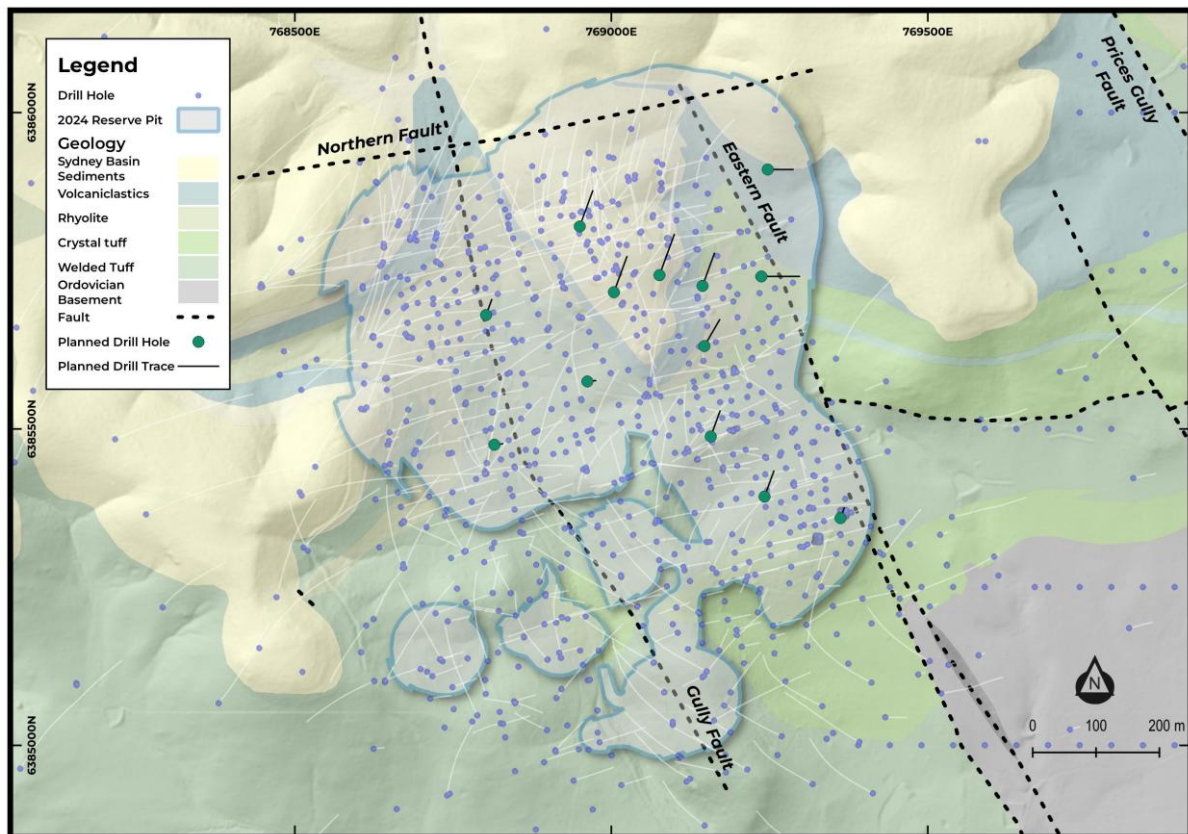 768500E
769000E
769500E
6386000N
6385500N
6385000N
Legend
Drill Hole
2024 Reserve Pit
Geology
Sydney Basin
Sediments
Volcaniclastics
Rhyolite
Crystal tuff
Welded Tuff
Ordovician
Basement
Fault
Planned Drill Hole
Planned Drill Trace
Northern Fault
Eastern Fault
Prices Gully
Fault
Gully Fault
N
0 100 200 m